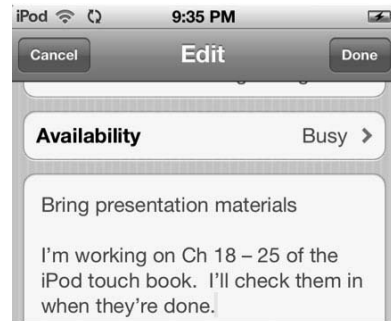 iPod 9:35 PM
Cancel Edit Done
Availability Busy
Bring presentation materials
I'm working on Ch 18 – 25 of the
iPod touch book.  I'll check them in
when they're done.